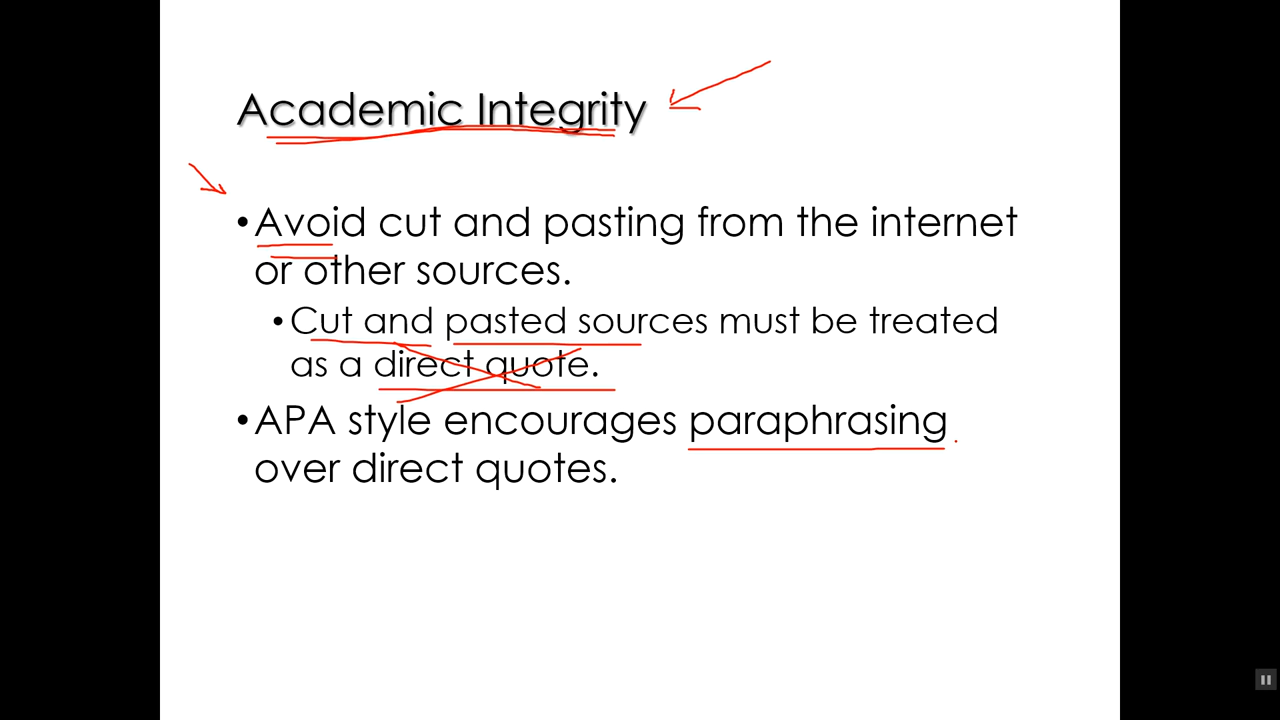 Academic Integrity
•Avoid cut and pasting from the internet
or other sources.
•Cut and pasted sources must be treated
as a direct quote.
•APA style encourages paraphrasing
over direct quotes.